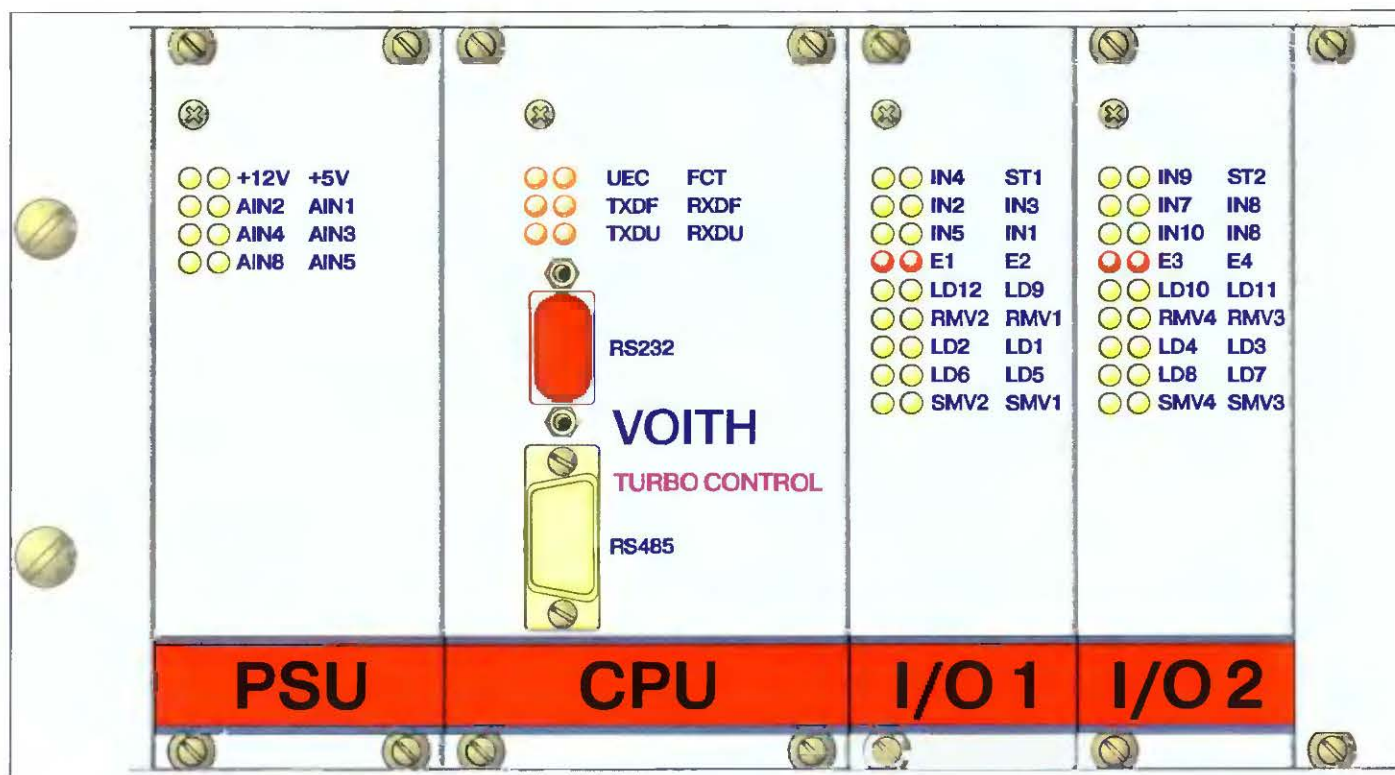 +12V +5V
AIN2 AIN1
AIN4 AIN3
AIN8 AIN5
UEC FCT
TXDF RXDF
TXDU RXDU
RS232
VOITH
TURBO CONTROL
RS485
IN4 ST1
IN2 IN3
IN5 IN1
E1 E2
LD12 LD9
RMV2 RMV1
LD2 LD1
LD6 LD5
SMV2 SMV1
IN9 ST2
IN7 IN8
IN10 IN8
E3 E4
LD10 LD11
RMV4 RMV3
LD4 LD3
LD8 LD7
SMV4 SMV3
PSU CPU I/O 1 I/O 2